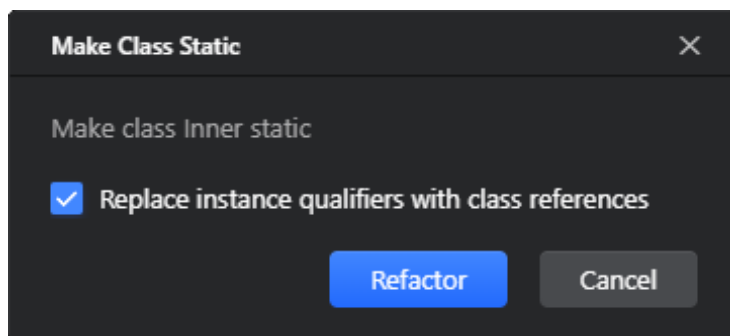 Make Class Static
Make class Inner static
Replace instance qualifiers with class references
Refactor Cancel